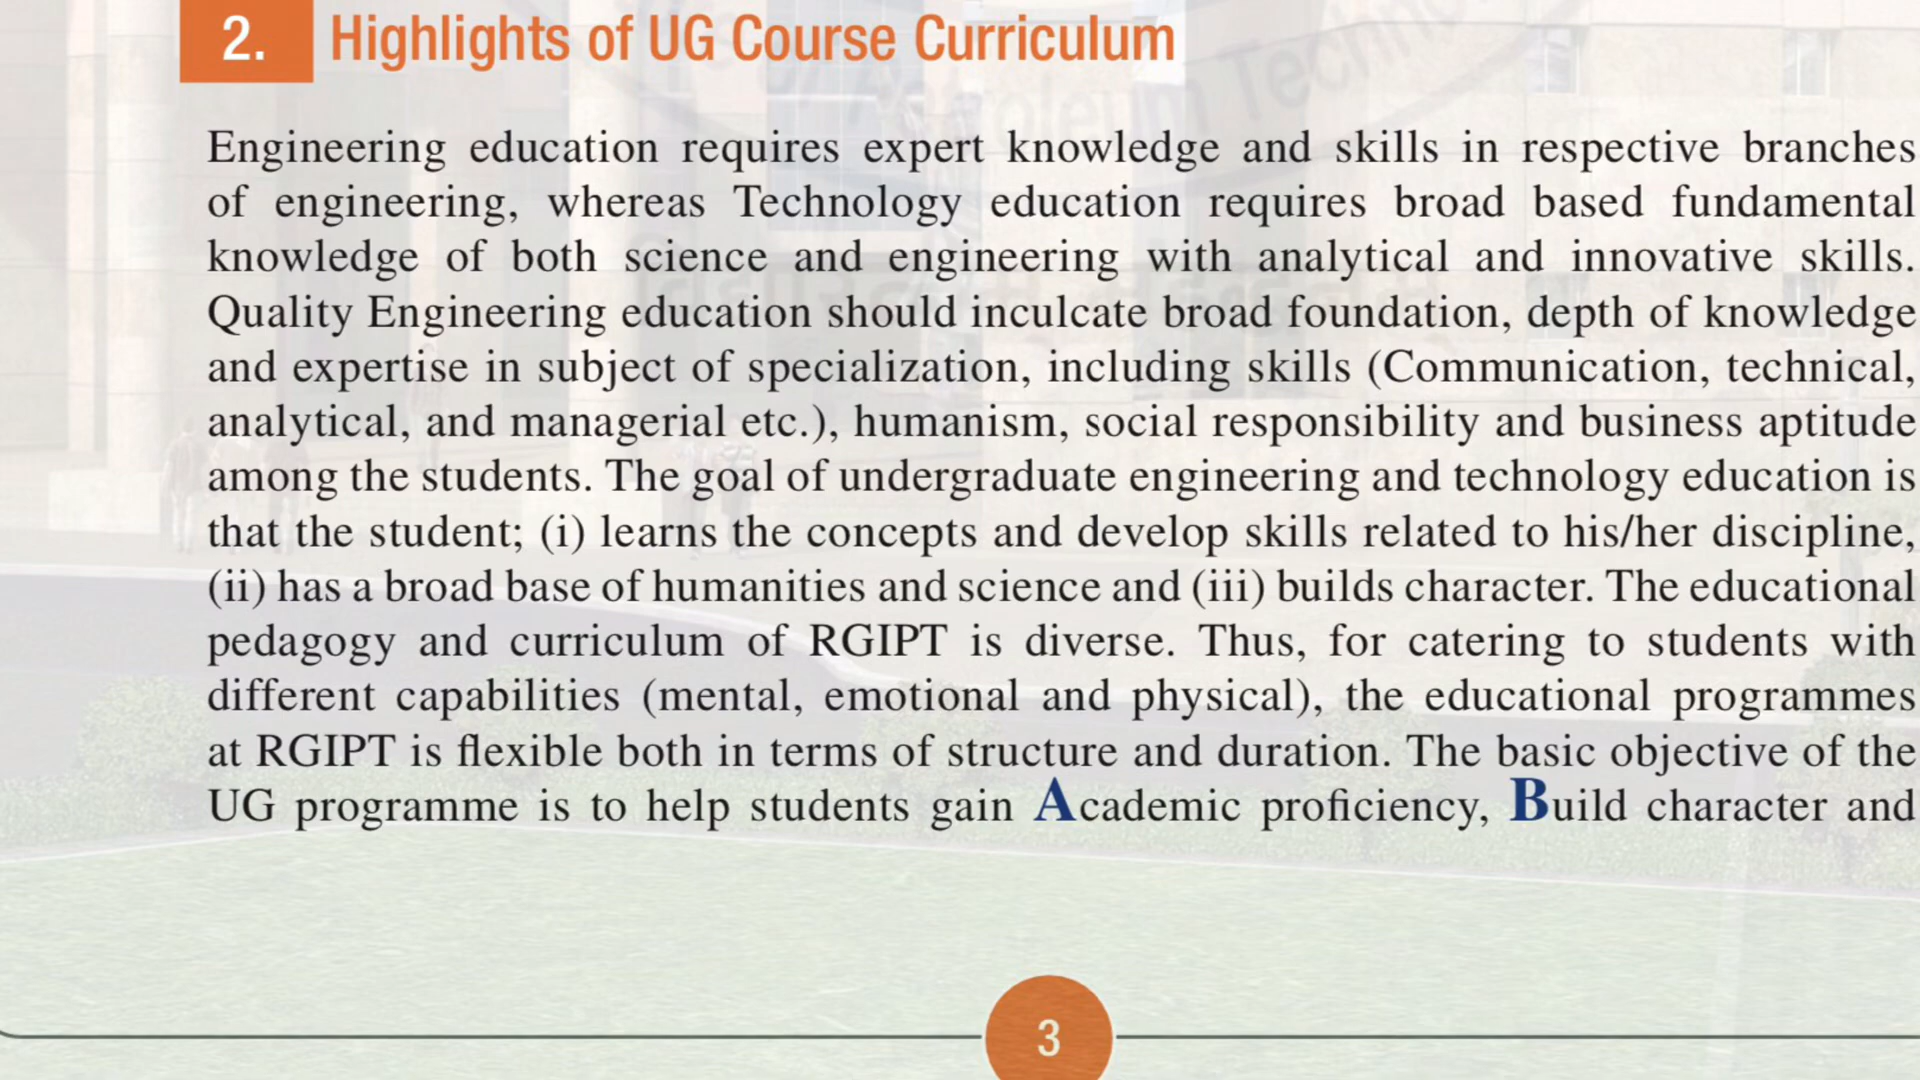 2. Highlights of UG Course Curriculum
Engineering education requires expert knowledge and skills in respective branches
of engineering, whereas Technology education requires broad based fundamental
knowledge of both science and engineering with analytical and innovative skills.
Quality Engineering education should inculcate broad foundation, depth of knowledge
and expertise in subject of specialization, including skills (Communication, technical,
analytical, and managerial etc.), humanism, social responsibility and business aptitude
among the students. The goal of undergraduate engineering and technology education is
that the student; (i) learns the concepts and develop skills related to his/her discipline,
(ii) has a broad base of humanities and science and (iii) builds character. The educational
pedagogy and curriculum of RGIPT is diverse. Thus, for catering to students with
different capabilities (mental, emotional and physical), the educational programmes
at RGIPT is flexible both in terms of structure and duration. The basic objective of the
UG programme is to help students gain Academic proficiency, Build character and
3